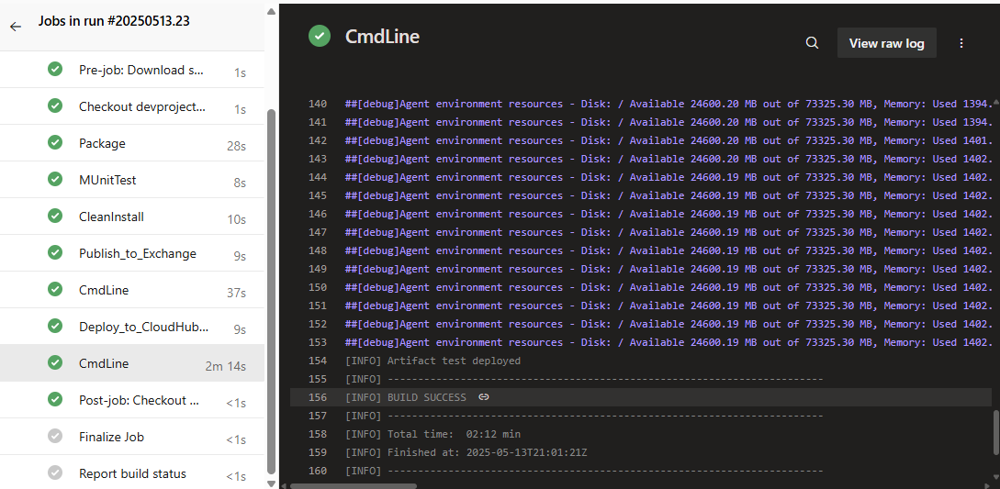 Jobs in run #20250513.23
Pre-job: Download s... 1s
Checkout devproject... 1s
Package 28s
MUnitTest 8s
CleanInstall 10s
Publish_to_Exchange 9s
CmdLine 37s
Deploy_to_CloudHub... 9s
CmdLine 2m 14s
Post-job: Checkout ... <1s
Finalize Job <1s
Report build status <1s
CmdLine
View raw log
140 ##[debug]Agent environment resources - Disk: / Available 24600.20 MB out of 73325.30 MB, Memory: Used 1394.
141 ##[debug]Agent environment resources - Disk: / Available 24600.20 MB out of 73325.30 MB, Memory: Used 1394.
142 ##[debug]Agent environment resources - Disk: / Available 24600.20 MB out of 73325.30 MB, Memory: Used 1401.
143 ##[debug]Agent environment resources - Disk: / Available 24600.20 MB out of 73325.30 MB, Memory: Used 1402.
144 ##[debug]Agent environment resources - Disk: / Available 24600.19 MB out of 73325.30 MB, Memory: Used 1402.
145 ##[debug]Agent environment resources - Disk: / Available 24600.19 MB out of 73325.30 MB, Memory: Used 1402.
146 ##[debug]Agent environment resources - Disk: / Available 24600.19 MB out of 73325.30 MB, Memory: Used 1402.
147 ##[debug]Agent environment resources - Disk: / Available 24600.19 MB out of 73325.30 MB, Memory: Used 1402.
148 ##[debug]Agent environment resources - Disk: / Available 24600.19 MB out of 73325.30 MB, Memory: Used 1402.
149 ##[debug]Agent environment resources - Disk: / Available 24600.19 MB out of 73325.30 MB, Memory: Used 1402.
150 ##[debug]Agent environment resources - Disk: / Available 24600.19 MB out of 73325.30 MB, Memory: Used 1402.
151 ##[debug]Agent environment resources - Disk: / Available 24600.19 MB out of 73325.30 MB, Memory: Used 1402.
152 ##[debug]Agent environment resources - Disk: / Available 24600.19 MB out of 73325.30 MB, Memory: Used 1402.
153 ##[debug]Agent environment resources - Disk: / Available 24600.19 MB out of 73325.30 MB, Memory: Used 1402.
154 [INFO] Artifact test deployed
155 [INFO] ------------------------------------------------------------------------
156 [INFO] BUILD SUCCESS
157 [INFO] ------------------------------------------------------------------------
158 [INFO] Total time:  02:12 min
159 [INFO] Finished at: 2025-05-13T21:01:21Z
160 [INFO] ------------------------------------------------------------------------